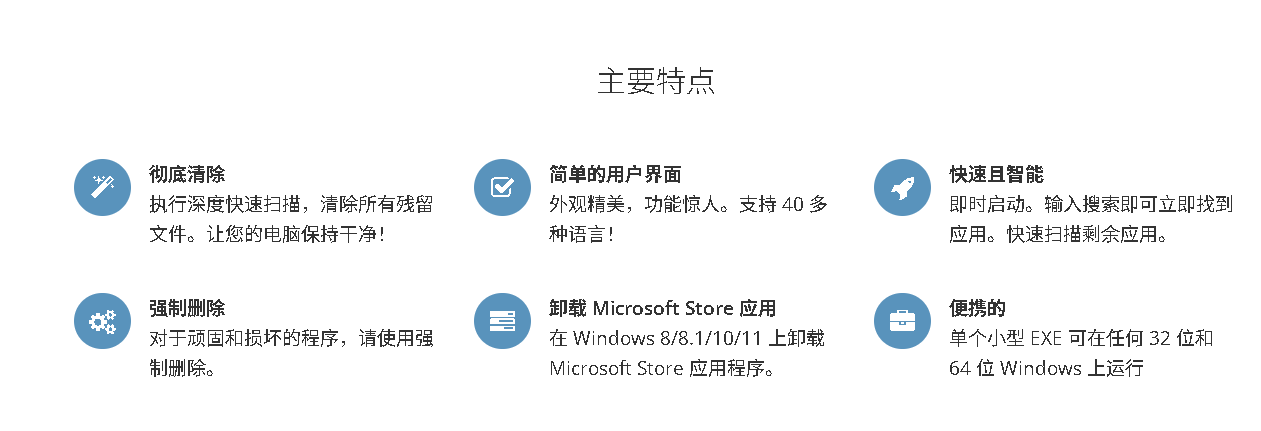 主要特点
彻底清除
执行深度快速扫描，清除所有残留
文件。让您的电脑保持干净！
简单的用户界面
外观精美，功能惊人。支持 40 多
种语言！
快速且智能
即时启动。输入搜索即可立即找到
应用。快速扫描剩余应用。
强制删除
对于顽固和损坏的程序，请使用强
制删除。
卸载 Microsoft Store 应用
在 Windows 8/8.1/10/11 上卸载
Microsoft Store 应用程序。
便携的
单个小型 EXE 可在任何 32 位和
64 位 Windows 上运行